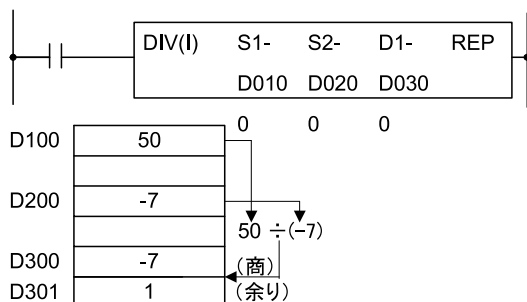 DIV(I) S1- S2- D1- REP
D010 D020 D030
0 0 0
D100 50
D200 -7
50 ÷(-7)
D300 -7 (商)
D301 1 (余り)